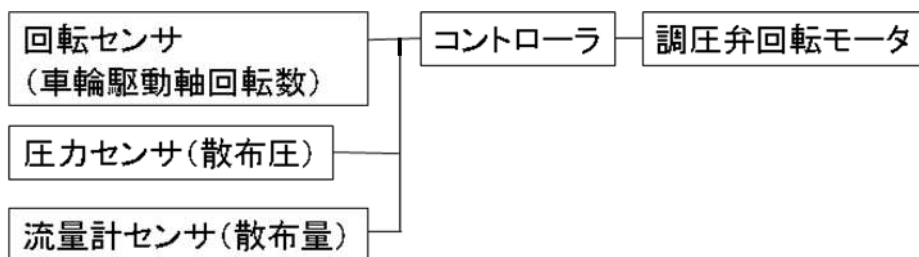 回転センサ
(車輪駆動軸回転数)
コントローラ
調圧弁回転モータ
圧力センサ(散布圧)
流量計センサ(散布量)